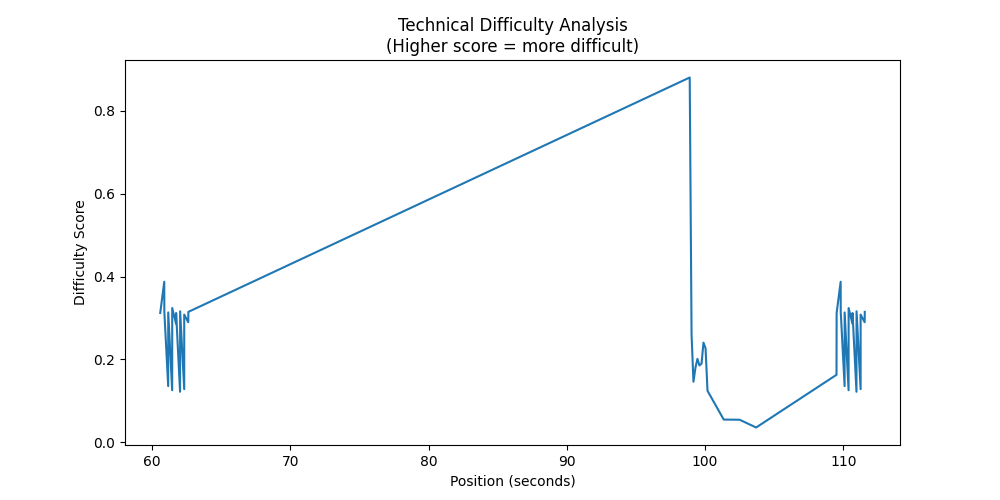 Technical Difficulty Analysis
(Higher score = more difficult)
Difficulty Score
0.8
0.6
0.4
0.2
0.0
60 70 80 90 100 110
Position (seconds)